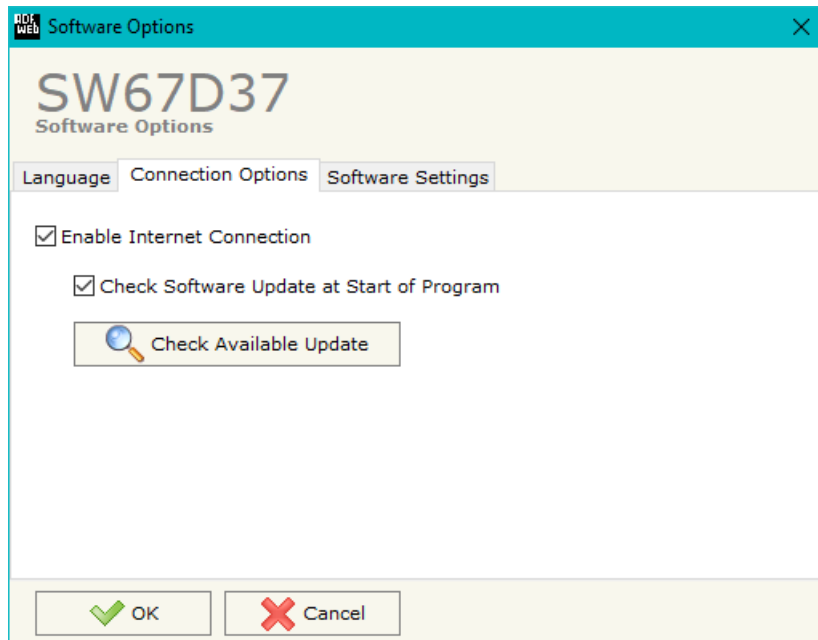 ADF
WEB
Software Options
SW67D37
Software Options
Language Connection Options Software Settings
Enable Internet Connection
Check Software Update at Start of Program
Check Available Update
OK Cancel